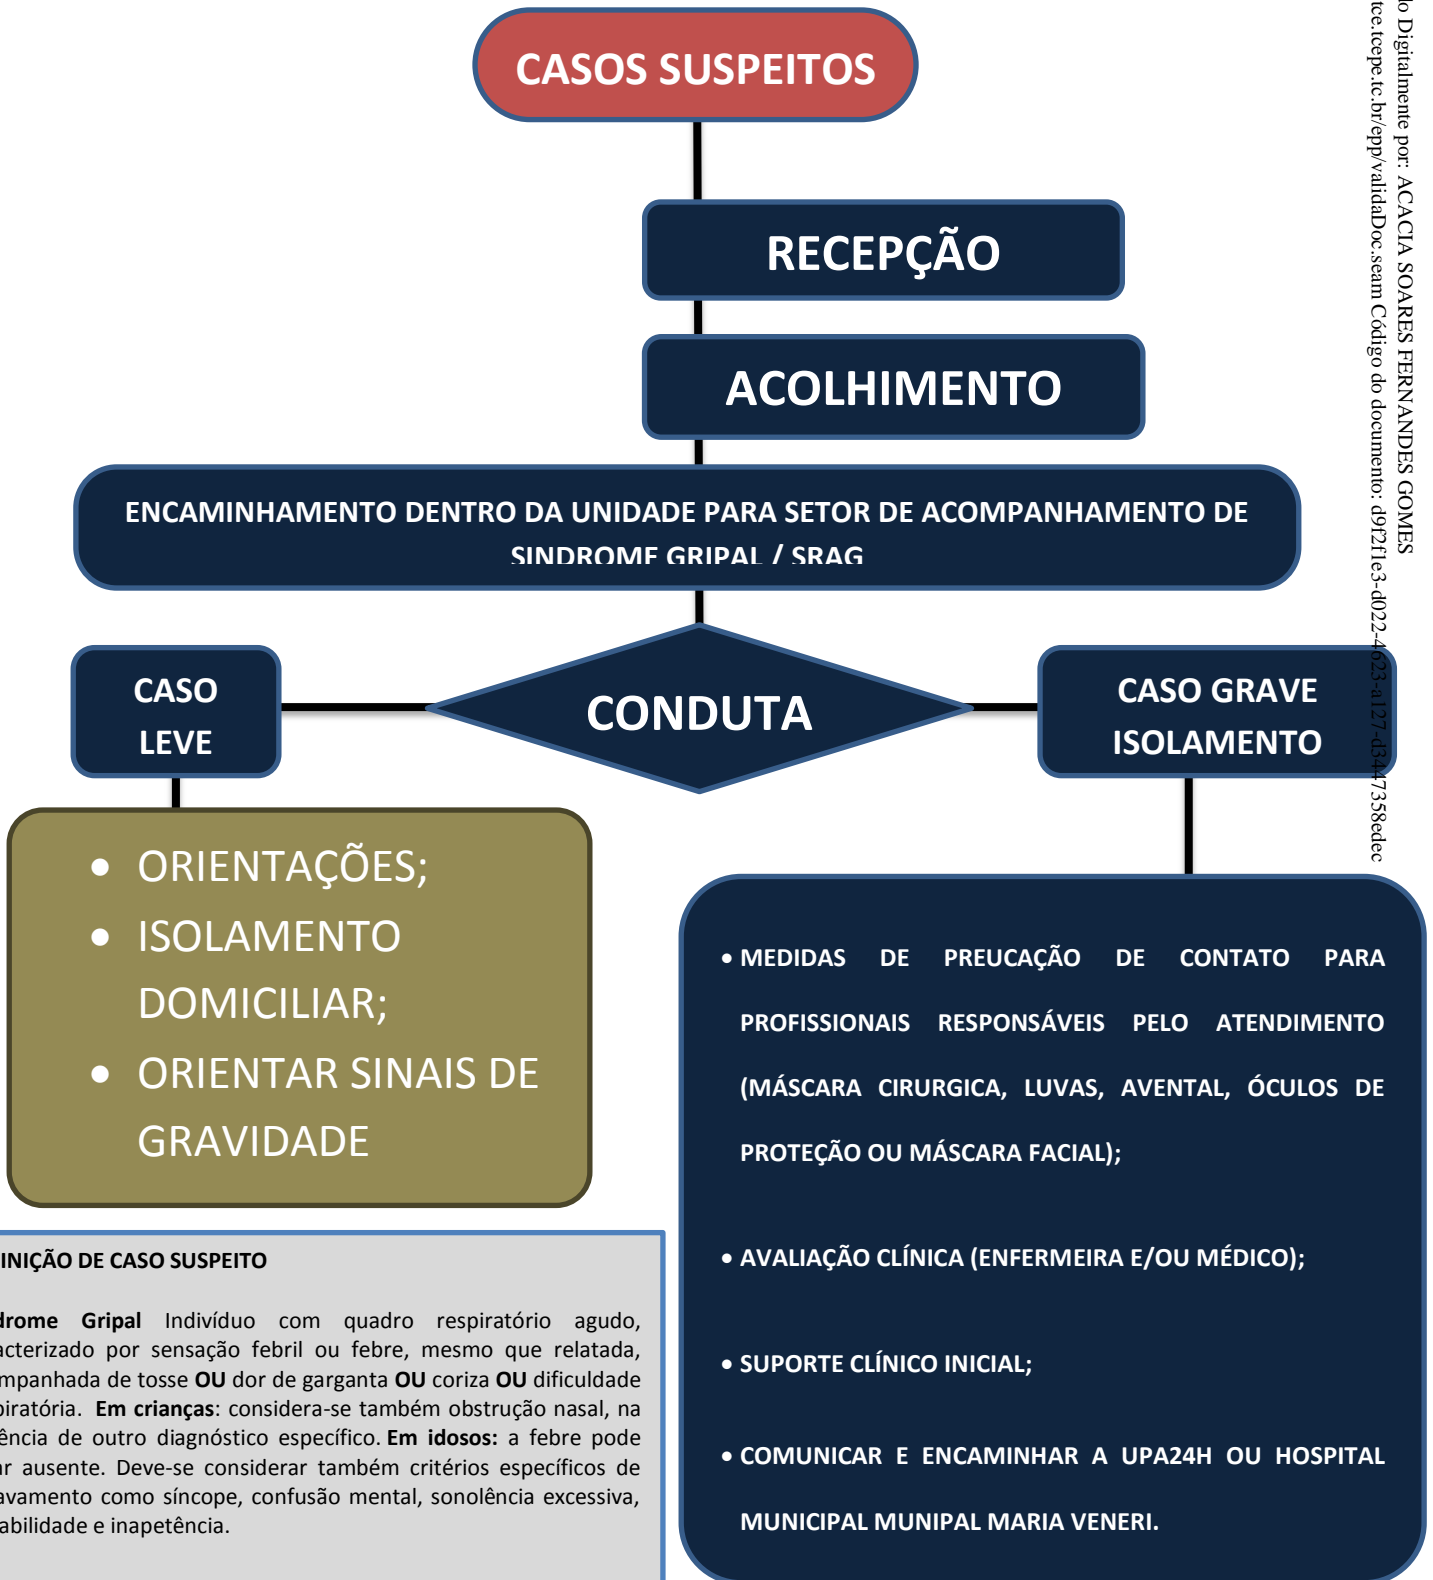 CASOS SUSPEITOS
RECEPÇÃO
ACOLHIMENTO
ENCAMINHAMENTO DENTRO DA UNIDADE PARA SETOR DE ACOMPANHAMENTO DE
SINDROME GRIPAL / SRAG
CONDUTA
CASO
LEVE
CASO GRAVE
ISOLAMENTO
• ORIENTAÇÕES;
• ISOLAMENTO
DOMICILIAR;
• ORIENTAR SINAIS DE
GRAVIDADE
• MEDIDAS DE PREUCAÇÃO DE CONTATO PARA
PROFISSIONAIS RESPONSÁVEIS PELO ATENDIMENTO
(MÁSCARA CIRURGICA, LUVAS, AVENTAL, ÓCULOS DE
PROTEÇÃO OU MÁSCARA FACIAL);
• AVALIAÇÃO CLÍNICA (ENFERMEIRA E/OU MÉDICO);
• SUPORTE CLÍNICO INICIAL;
• COMUNICAR E ENCAMINHAR A UPA24H OU HOSPITAL
MUNICIPAL MUNIPAL MARIA VENERI.
INIÇÃO DE CASO SUSPEITO
drome Gripal Indivíduo com quadro respiratório agudo,
acterizado por sensação febril ou febre, mesmo que relatada,
mpanhada de tosse OU dor de garganta OU coriza OU dificuldade
piratória. Em crianças: considera-se também obstrução nasal, na
ência de outro diagnóstico específico. Em idosos: a febre pode
ar ausente. Deve-se considerar também critérios específicos de
avamento como síncope, confusão mental, sonolência excessiva,
abilidade e inapetência.
do Digitalmente por: ACACIA SOARES FERNANDES GOMES
tce.tcepe.tc.br/epp/validaDoc.seam Código do documento: d9f2f1e3-d022-4623-a127-d3447358edec